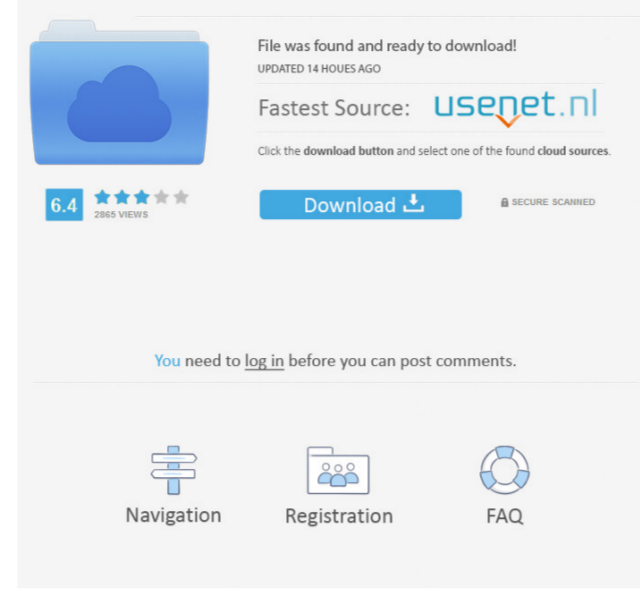 File was found and ready to download!
UPDATED 14 HOUES AGO
Fastest Source: usenet.nl
Click the download button and select one of the found cloud sources.
6.4
2865 VIEWS
Download
SECURE SCANNED
You need to log in before you can post comments.
Navigation
Registration
FAQ